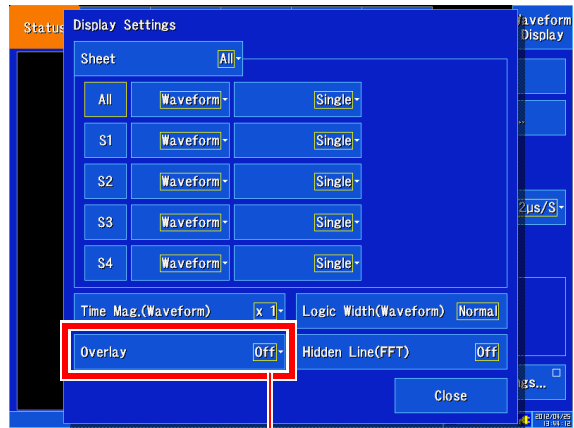 Status
Display Settings
Waveform
Display
Sheet All
All Waveform Single
S1 Waveform Single
S2 Waveform Single
2µs/S
S3 Waveform Single
S4 Waveform Single
Time Mag.(Waveform) x 1 Logic Width(Waveform) Normal
Overlay Off Hidden Line(FFT) Off
Close
gs...
2012/04/25
13:44:12